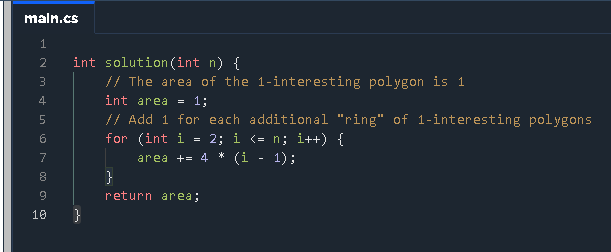 main.cs
1
2 int solution(int n) {
3 // The area of the 1-interesting polygon is 1
4 int area = 1;
5 // Add 1 for each additional "ring" of 1-interesting polygons
6 for (int i = 2; i <= n; i++) {
7 area += 4 * (i - 1);
8 }
9 return area;
10 }